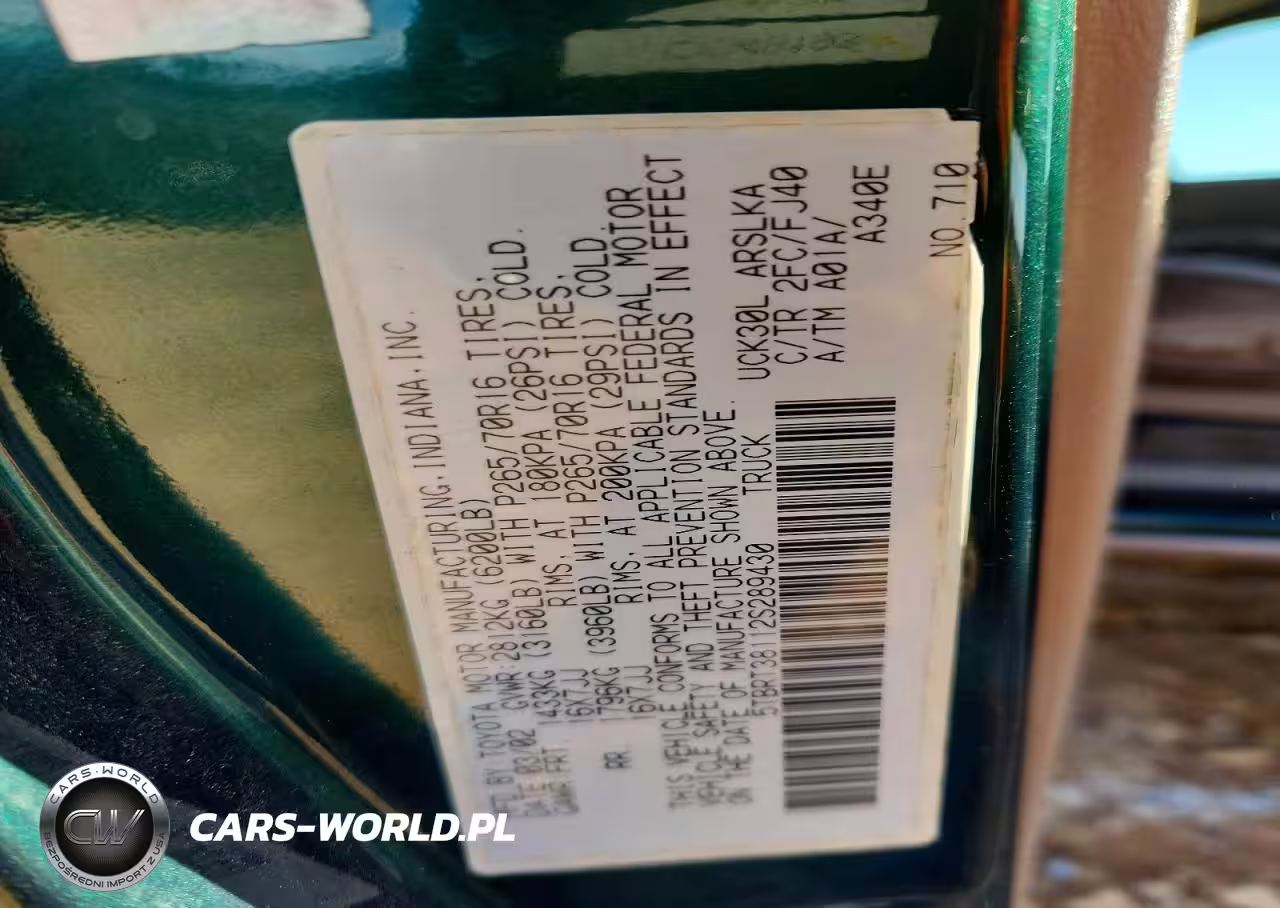 MFD. BY TOYOTA MOTOR MANUFACTURING, INDIANA, INC.
DATE: 03/02 GVWR: 2812KG (6200LB)
GAWR FRT. 1433KG (3160LB) WITH P265/70R16 TIRES,
16X7JJ RIMS, AT 180KPA (26PSI) COLD.
RR. 1796KG (3960LB) WITH P265/70R16 TIRES,
16X7JJ RIMS, AT 200KPA (29PSI) COLD.
THIS VEHICLE CONFORMS TO ALL APPLICABLE FEDERAL MOTOR
VEHICLE SAFETY AND THEFT PREVENTION STANDARDS IN EFFECT
ON THE DATE OF MANUFACTURE SHOWN ABOVE.
5TBRT38112S289430 TRUCK
UCK30L ARSLKA
C/TR 2FC/FJ40
A/TM A01A/
A340E
NO.710
CARS-WORLD
CW
BEZPOŚREDNI IMPORT Z USA
CARS-WORLD.PL